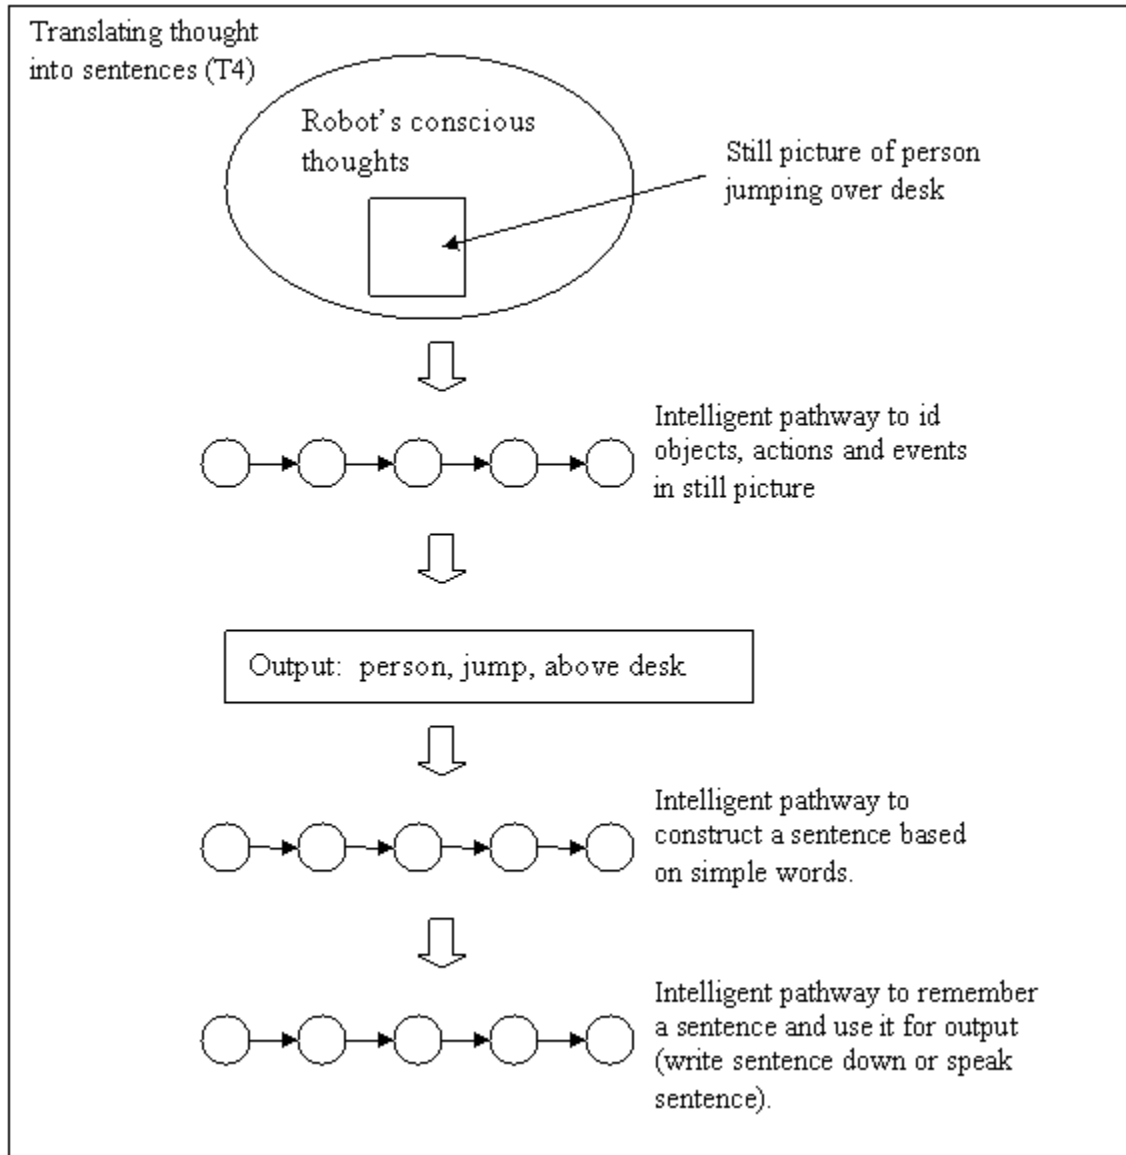 Translating thought
into sentences (T4)
Robot's conscious
thoughts
Still picture of person
jumping over desk
Intelligent pathway to id
objects, actions and events
in still picture
Output:  person, jump, above desk
Intelligent pathway to
construct a sentence based
on simple words.
Intelligent pathway to remember
a sentence and use it for output
(write sentence down or speak
sentence).